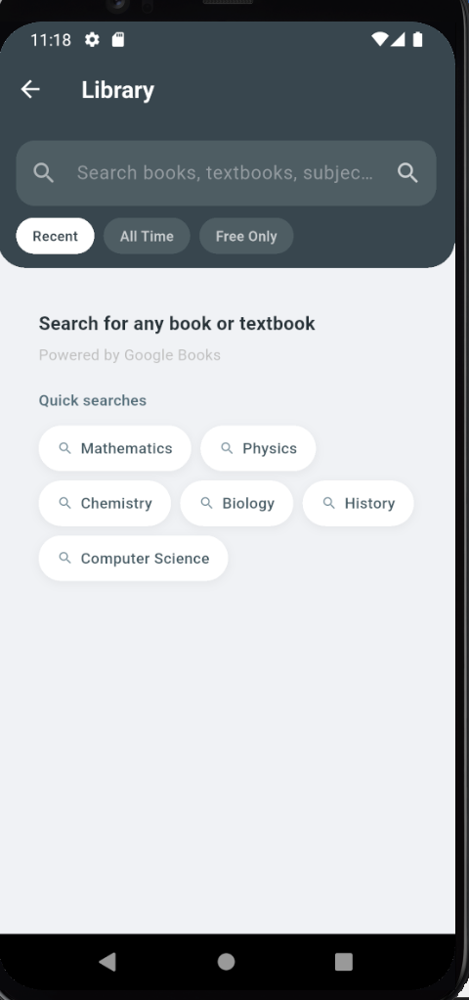 11:18
Library
Search books, textbooks, subjec...
Recent All Time Free Only
Search for any book or textbook
Powered by Google Books
Quick searches
Mathematics Physics
Chemistry Biology History
Computer Science